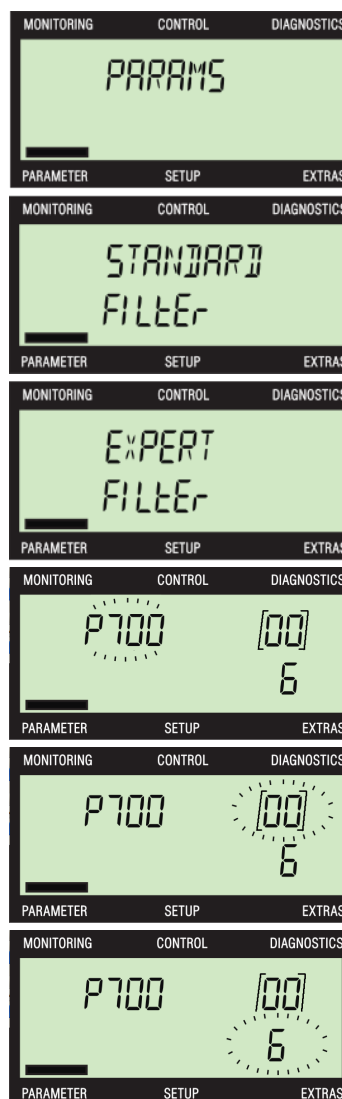 MONITORING CONTROL DIAGNOSTICS
PARAMS
PARAMETER SETUP EXTRAS
MONITORING CONTROL DIAGNOSTICS
STANDARD
FILtEr
PARAMETER SETUP EXTRAS
MONITORING CONTROL DIAGNOSTICS
EXPERT
FILtEr
PARAMETER SETUP EXTRAS
MONITORING CONTROL DIAGNOSTICS
P700 [00]
6
PARAMETER SETUP EXTRAS
MONITORING CONTROL DIAGNOSTICS
P700 [00]
6
PARAMETER SETUP EXTRAS
MONITORING CONTROL DIAGNOSTICS
P700 [00]
6
PARAMETER SETUP EXTRAS